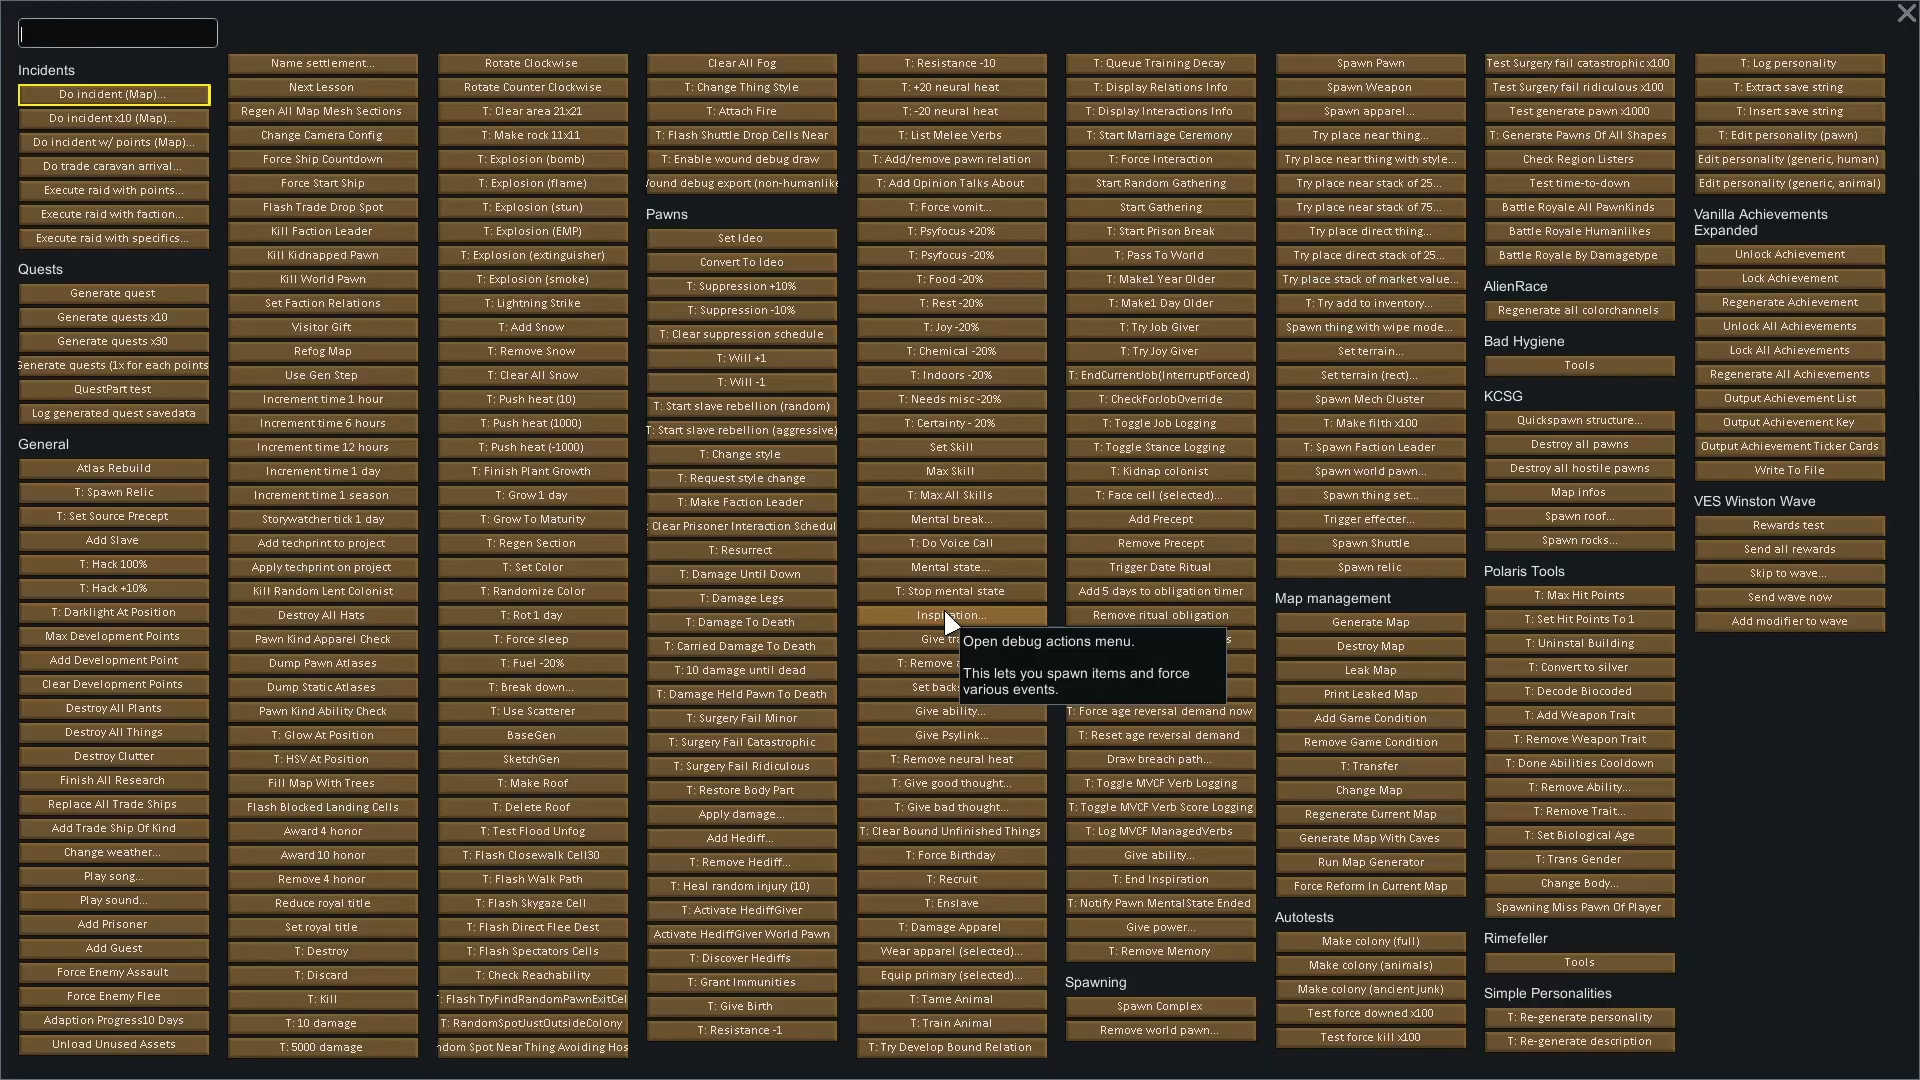 Incidents
Do incident (Map)...
Do incident x10 (Map)...
Do incident w/ points (Map)...
Do trade caravan arrival...
Execute raid with points...
Execute raid with faction...
Execute raid with specifics...
Quests
Generate quest
Generate quests x10
Generate quests x30
Generate quests (1x for each points
QuestPart test
Log generated quest savedata
General
Atlas Rebuild
T: Spawn Relic
T: Set Source Precept
Add Slave
T: Hack 100%
T: Hack +10%
T: Darklight At Position
Max Development Points
Add Development Point
Clear Development Points
Destroy All Plants
Destroy All Things
Destroy Clutter
Finish All Research
Replace All Trade Ships
Add Trade Ship Of Kind
Change weather...
Play song...
Play sound...
Add Prisoner
Add Guest
Force Enemy Assault
Force Enemy Flee
Adaption Progress10 Days
Unload Unused Assets
Name settlement...
Next Lesson
Regen All Map Mesh Sections
Change Camera Config
Force Ship Countdown
Force Start Ship
Flash Trade Drop Spot
Kill Faction Leader
Kill Kidnapped Pawn
Kill World Pawn
Set Faction Relations
Visitor Gift
Refog Map
Use Gen Step
Increment time 1 hour
Increment time 6 hours
Increment time 12 hours
Increment time 1 day
Increment time 1 season
Storywatcher tick 1 day
Add techprint to project
Apply techprint on project
Kill Random Lent Colonist
Destroy All Hats
Pawn Kind Apparel Check
Dump Pawn Atlases
Dump Static Atlases
Pawn Kind Ability Check
T: Glow At Position
T: HSV At Position
Fill Map With Trees
Flash Blocked Landing Cells
Award 4 honor
Award 10 honor
Remove 4 honor
Reduce royal title
Set royal title
T: Destroy
T: Discard
T: Kill
T: 10 damage
T: 5000 damage
Rotate Clockwise
Rotate Counter Clockwise
T: Clear area 21x21
T: Make rock 11x11
T: Explosion (bomb)
T: Explosion (flame)
T: Explosion (stun)
T: Explosion (EMP)
T: Explosion (extinguisher)
T: Explosion (smoke)
T: Lightning Strike
T: Add Snow
T: Remove Snow
T: Clear All Snow
T: Push heat (10)
T: Push heat (1000)
T: Push heat (-1000)
T: Finish Plant Growth
T: Grow 1 day
T: Grow To Maturity
T: Regen Section
T: Set Color
T: Randomize Color
T: Rot 1 day
T: Force sleep
T: Fuel -20%
T: Break down...
T: Use Scatterer
BaseGen
SketchGen
T: Make Roof
T: Delete Roof
T: Test Flood Unfog
T: Flash Closewalk Cell30
T: Flash Walk Path
T: Flash Skygaze Cell
T: Flash Direct Flee Dest
T: Flash Spectators Cells
T: Check Reachability
T: Flash TryFindRandomPawnExitCel
T: RandomSpotJustOutsideColony
ndom Spot Near Thing Avoiding Hos
Clear All Fog
T: Change Thing Style
T: Attach Fire
T: Flash Shuttle Drop Cells Near
T: Enable wound debug draw
ound debug export (non-humanlike
Pawns
Set Ideo
Convert To Ideo
T: Suppression +10%
T: Suppression -10%
T: Clear suppression schedule
T: Will +1
T: Will -1
T: Start slave rebellion (random)
T: Start slave rebellion (aggressive)
T: Change style
T: Request style change
T: Make Faction Leader
: Clear Prisoner Interaction Schedul
T: Resurrect
T: Damage Until Down
T: Damage Legs
T: Damage To Death
T: Carried Damage To Death
T: 10 damage until dead
T: Damage Held Pawn To Death
T: Surgery Fail Minor
T: Surgery Fail Catastrophic
T: Surgery Fail Ridiculous
T: Restore Body Part
Apply damage...
Add Hediff...
T: Remove Hediff...
T: Heal random injury (10)
T: Activate HediffGiver
Activate HediffGiver World Pawn
T: Discover Hediffs
T: Grant Immunities
T: Give Birth
T: Resistance -1
T: Resistance -10
T: +20 neural heat
T: -20 neural heat
T: List Melee Verbs
T: Add/remove pawn relation
T: Add Opinion Talks About
T: Force vomit...
T: Psyfocus +20%
T: Psyfocus -20%
T: Food -20%
T: Rest -20%
T: Joy -20%
T: Chemical -20%
T: Indoors -20%
T: Needs misc -20%
T: Certainty - 20%
Set Skill
Max Skill
T: Max All Skills
Mental break...
T: Do Voice Call
Mental state...
T: Stop mental state
Inspiration...
Give tra
T: Remove a
Set backs
Give ability...
Give Psylink...
T: Remove neural heat
T: Give good thought...
T: Give bad thought...
T: Clear Bound Unfinished Things
T: Force Birthday
T: Recruit
T: Enslave
T: Damage Apparel
Wear apparel (selected)...
Equip primary (selected)...
T: Tame Animal
T: Train Animal
T: Try Develop Bound Relation
Open debug actions menu.
This lets you spawn items and force
various events.
T: Queue Training Decay
T: Display Relations Info
T: Display Interactions Info
T: Start Marriage Ceremony
T: Force Interaction
Start Random Gathering
Start Gathering
T: Start Prison Break
T: Pass To World
T: Make1 Year Older
T: Make1 Day Older
T: Try Job Giver
T: Try Joy Giver
T: EndCurrentJob(InterruptForced)
T: CheckForJobOverride
T: Toggle Job Logging
T: Toggle Stance Logging
T: Kidnap colonist
T: Face cell (selected)...
Add Precept
Remove Precept
Trigger Date Ritual
Add 5 days to obligation timer
Remove ritual obligation
s
T: Force age reversal demand now
T: Reset age reversal demand
Draw breach path...
T: Toggle MVCF Verb Logging
T: Toggle MVCF Verb Score Logging
T: Log MVCF ManagedVerbs
Give ability...
T: End Inspiration
T: Notify Pawn MentalState Ended
Give power...
T: Remove Memory
Spawning
Spawn Complex
Remove world pawn...
Spawn Pawn
Spawn Weapon
Spawn apparel...
Try place near thing...
Try place near thing with style...
Try place near stack of 25...
Try place near stack of 75...
Try place direct thing...
Try place direct stack of 25...
Try place stack of market value...
T: Try add to inventory...
Spawn thing with wipe mode...
Set terrain...
Set terrain (rect)...
Spawn Mech Cluster
T: Make filth x100
T: Spawn Faction Leader
Spawn world pawn...
Spawn thing set...
Trigger effecter...
Spawn Shuttle
Spawn relic
Map management
Generate Map
Destroy Map
Leak Map
Print Leaked Map
Add Game Condition
Remove Game Condition
T: Transfer
Change Map
Regenerate Current Map
Generate Map With Caves
Run Map Generator
Force Reform In Current Map
Autotests
Make colony (full)
Make colony (animals)
Make colony (ancient junk)
Test force downed x100
Test force kill x100
Test Surgery fail catastrophic x100
Test Surgery fail ridiculous x100
Test generate pawn x1000
T: Generate Pawns Of All Shapes
Check Region Listers
Test time-to-down
Battle Royale All PawnKinds
Battle Royale Humanlikes
Battle Royale By Damagetype
AlienRace
Regenerate all colorchannels
Bad Hygiene
Tools
KCSG
Quickspawn structure...
Destroy all pawns
Destroy all hostile pawns
Map infos
Spawn roof...
Spawn rocks...
Polaris Tools
T: Max Hit Points
T: Set Hit Points To 1
T: Uninstal Building
T: Convert to silver
T: Decode Biocoded
T: Add Weapon Trait
T: Remove Weapon Trait
T: Done Abilities Cooldown
T: Remove Ability...
T: Remove Trait...
T: Set Biological Age
T: Trans Gender
Change Body...
Spawning Miss Pawn Of Player
Rimefeller
Tools
Simple Personalities
T: Re-generate personality
T: Re-generate description
T: Log personality
T: Extract save string
T: Insert save string
T: Edit personality (pawn)
Edit personality (generic, human)
Edit personality (generic, animal)
Vanilla Achievements
Expanded
Unlock Achievement
Lock Achievement
Regenerate Achievement
Unlock All Achievements
Lock All Achievements
Regenerate All Achievements
Output Achievement List
Output Achievement Key
Output Achievement Ticker Cards
Write To File
VES Winston Wave
Rewards test
Send all rewards
Skip to wave...
Send wave now
Add modifier to wave